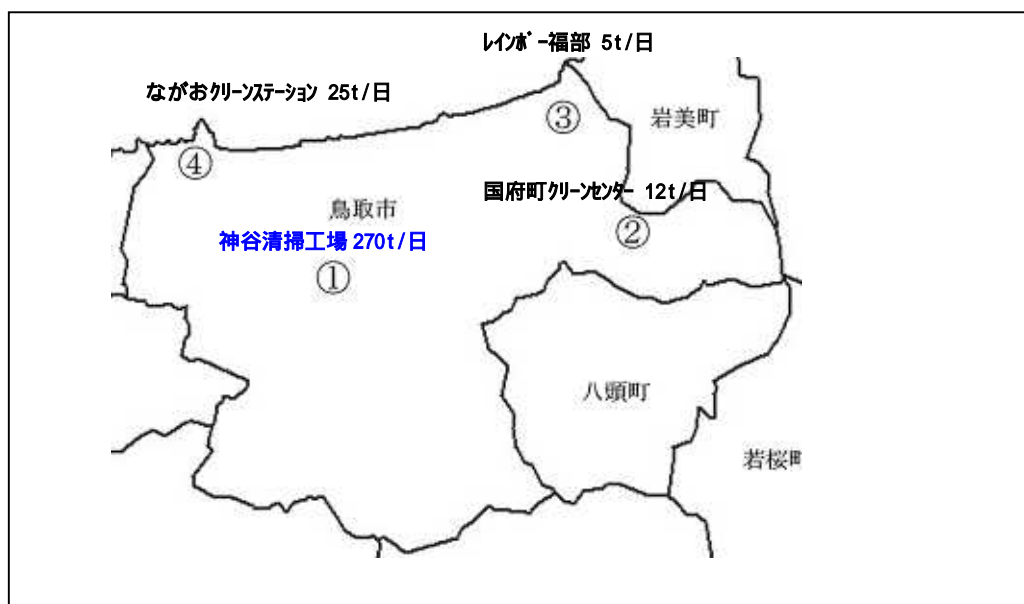 レインボー福部 5t/日
ながおクリーンステーション 25t/日
③
岩美町
④
国府町クリーンセンター 12t/日
鳥取市
②
神谷清掃工場 270t/日
①
八頭町
若桜町